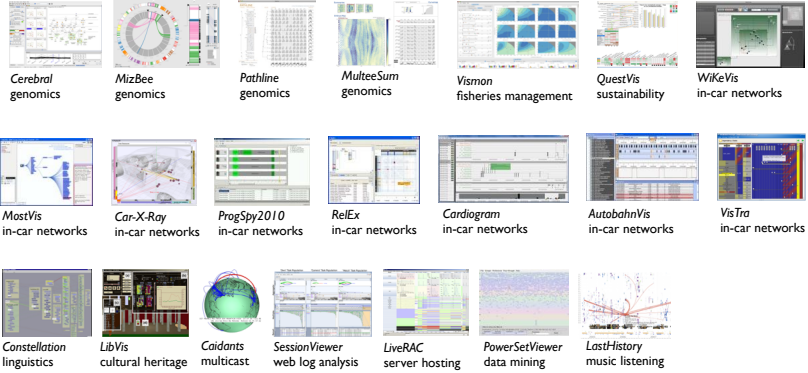 Cerebral
genomics
MizBee
genomics
Pathline
genomics
MulteeSum
genomics
Vismon
fisheries management
QuestVis
sustainability
WiKeVis
in-car networks
MostVis
in-car networks
Car-X-Ray
in-car networks
ProgSpy2010
in-car networks
RelEx
in-car networks
Cardiogram
in-car networks
AutobahnVis
in-car networks
VisTra
in-car networks
Constellation
linguistics
LibVis
cultural heritage
Caidants
multicast
SessionViewer
web log analysis
LiveRAC
server hosting
PowerSetViewer
data mining
LastHistory
music listening